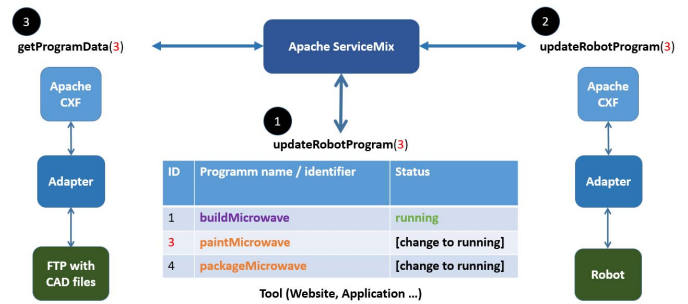 3
2
getProgramData(3)
Apache ServiceMix
updateRobotProgram(3)
Apache
CXF
Apache
CXF
1
updateRobotProgram(3)
ID Programm name / identifier Status
1 buildMicrowave running
3 paintMicrowave [change to running]
4 packageMicrowave [change to running]
Adapter
Adapter
FTP with
CAD files
Robot
Tool (Website, Application ...)